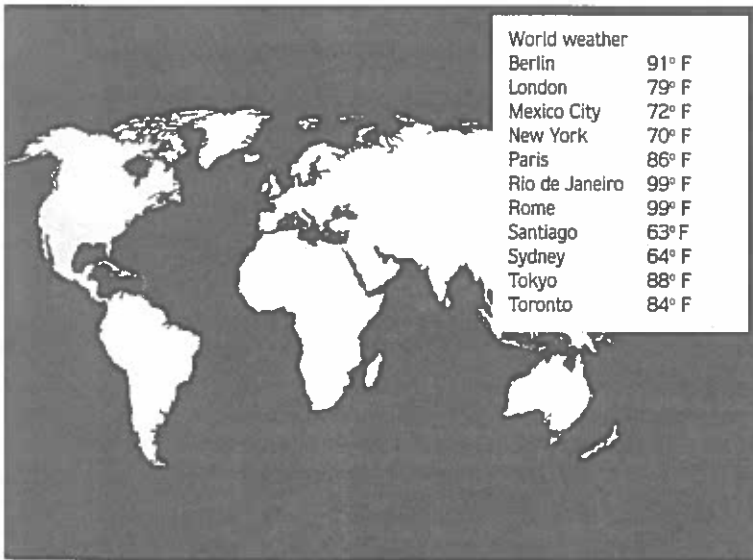 World weather
Berlin 91° F
London 79° F
Mexico City 72° F
New York 70° F
Paris 86° F
Rio de Janeiro 99° F
Rome 99° F
Santiago 63° F
Sydney 64° F
Tokyo 88° F
Toronto 84° F